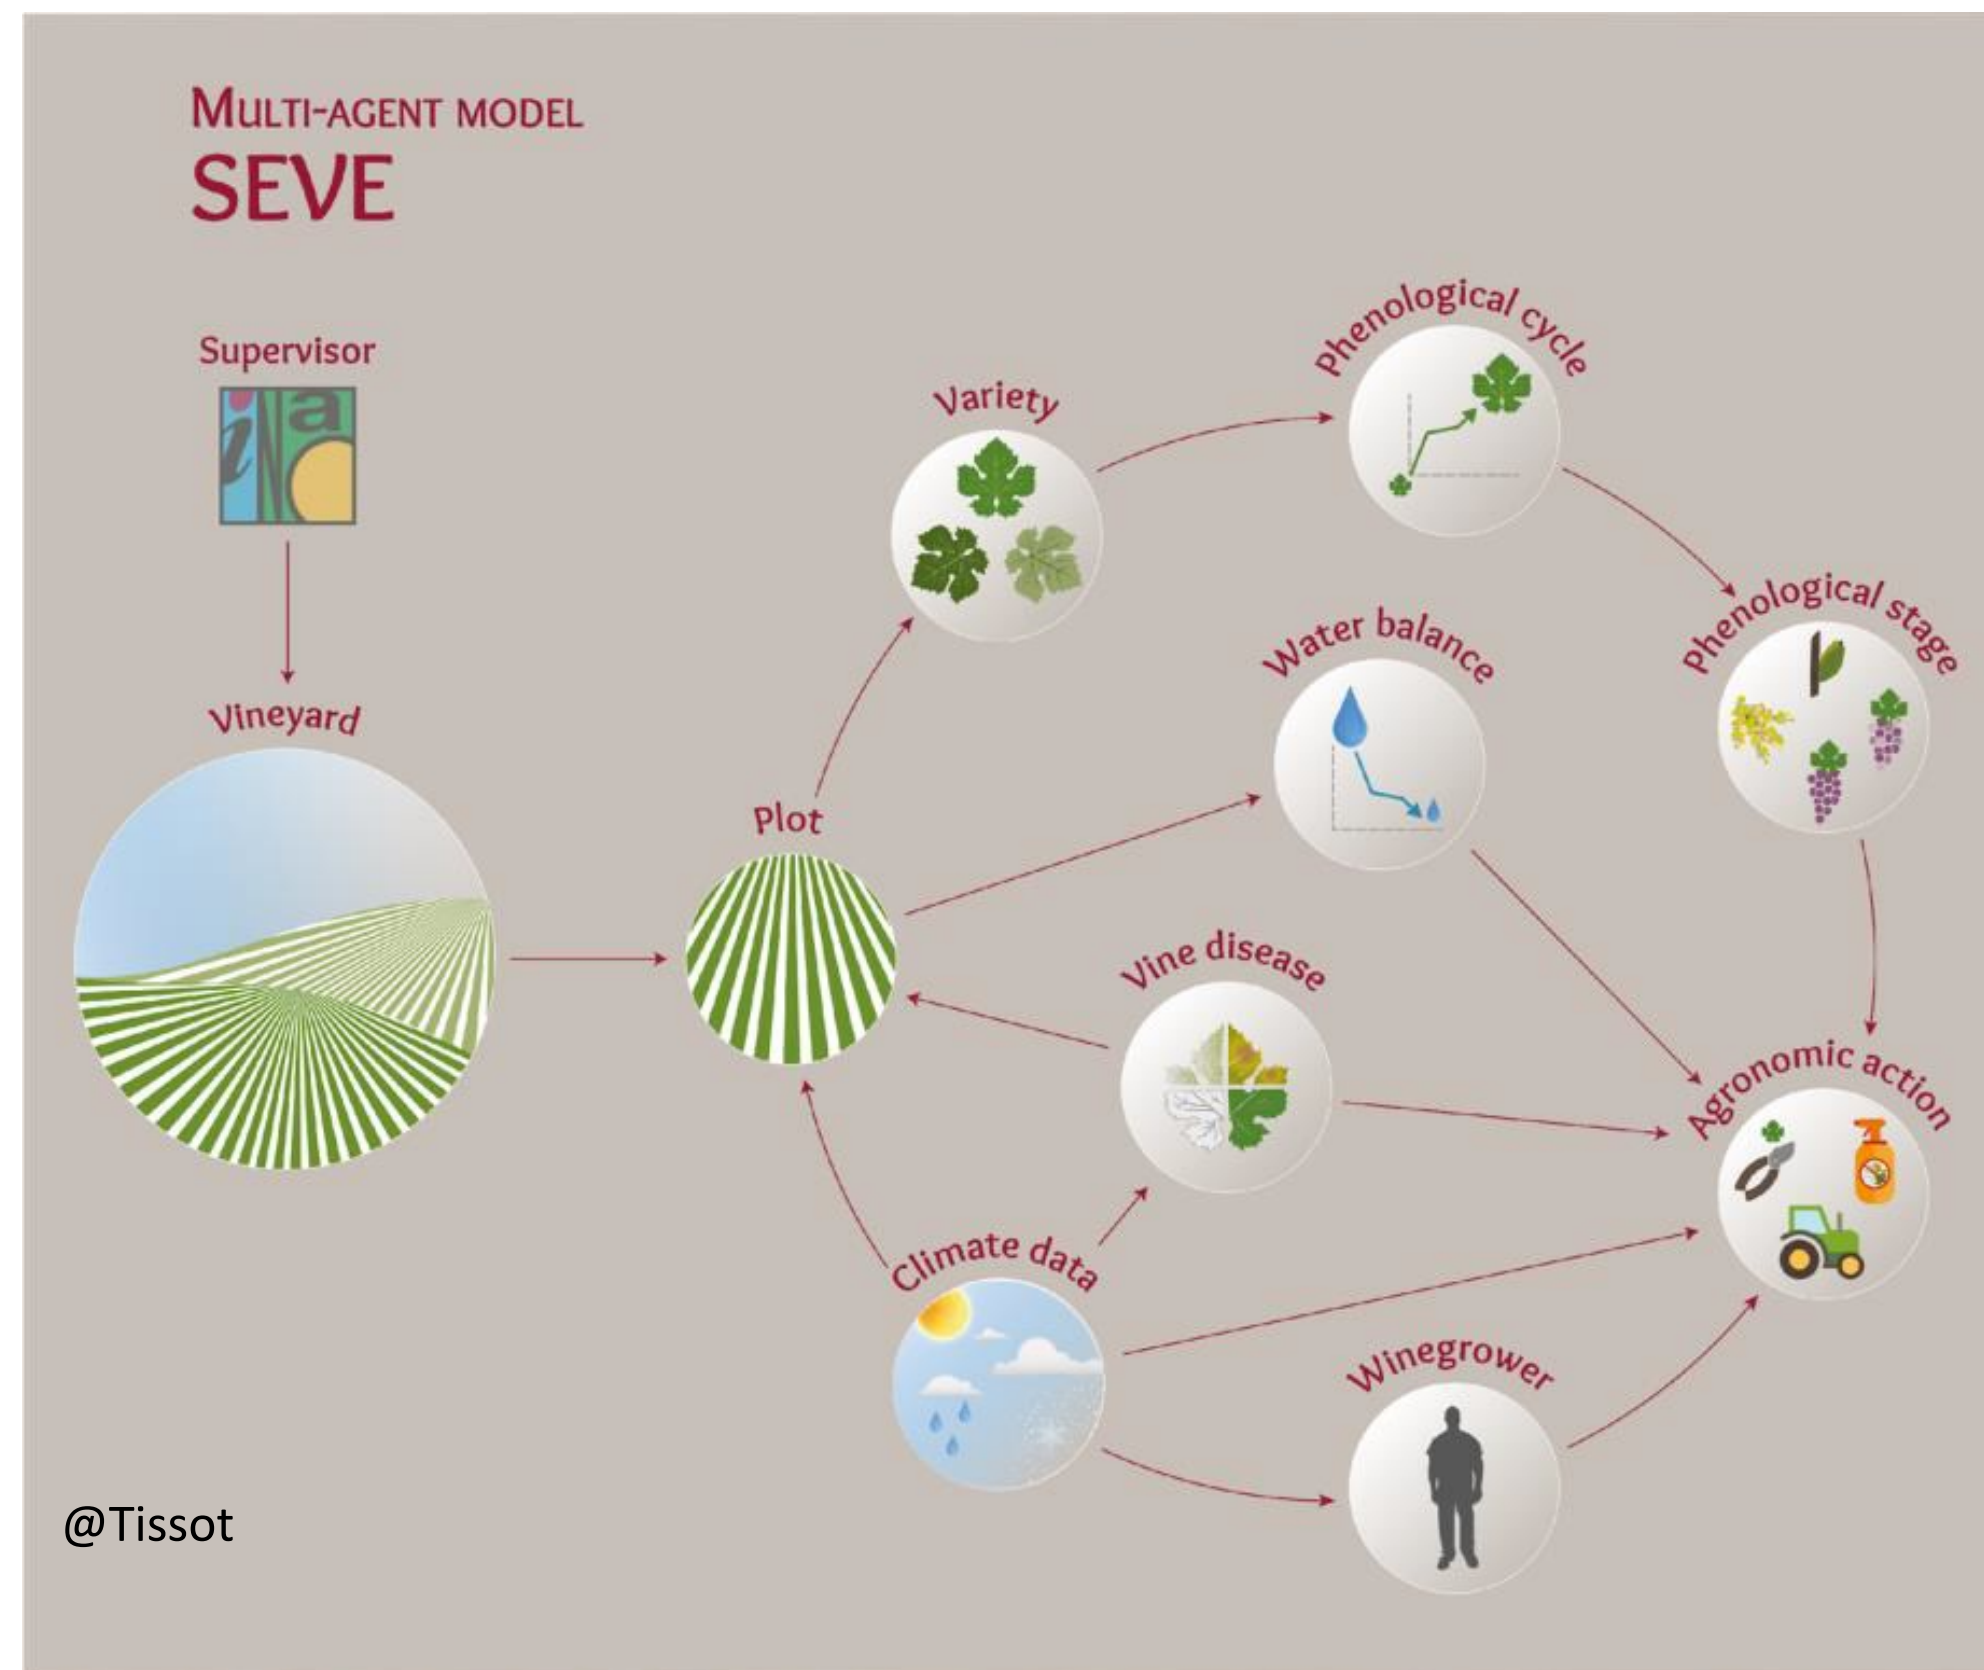 MULTI-AGENT MODEL
SEVE
Supervisor
iNao
Vineyard
Plot
Variety
Phenological cycle
Phenological stage
Water balance
Vine disease
Agronomic action
Climate data
Winegrower
@Tissot